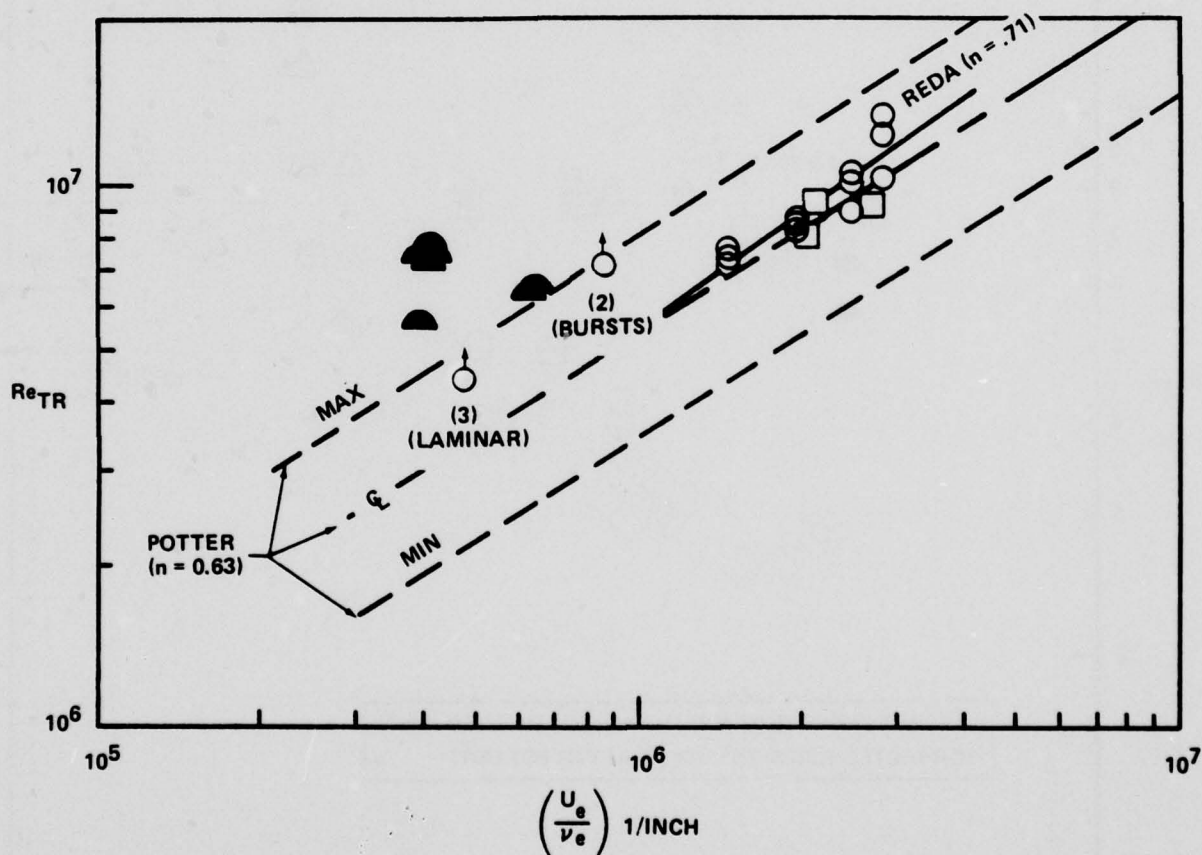 REDA (n = .71)
10⁷
(2)
(BURSTS)
Re_TR
MAX
(3)
(LAMINAR)
℄
POTTER
(n = 0.63)
MIN
10⁶
10⁵
10⁶
10⁷
(U_e/ν_e) 1/INCH